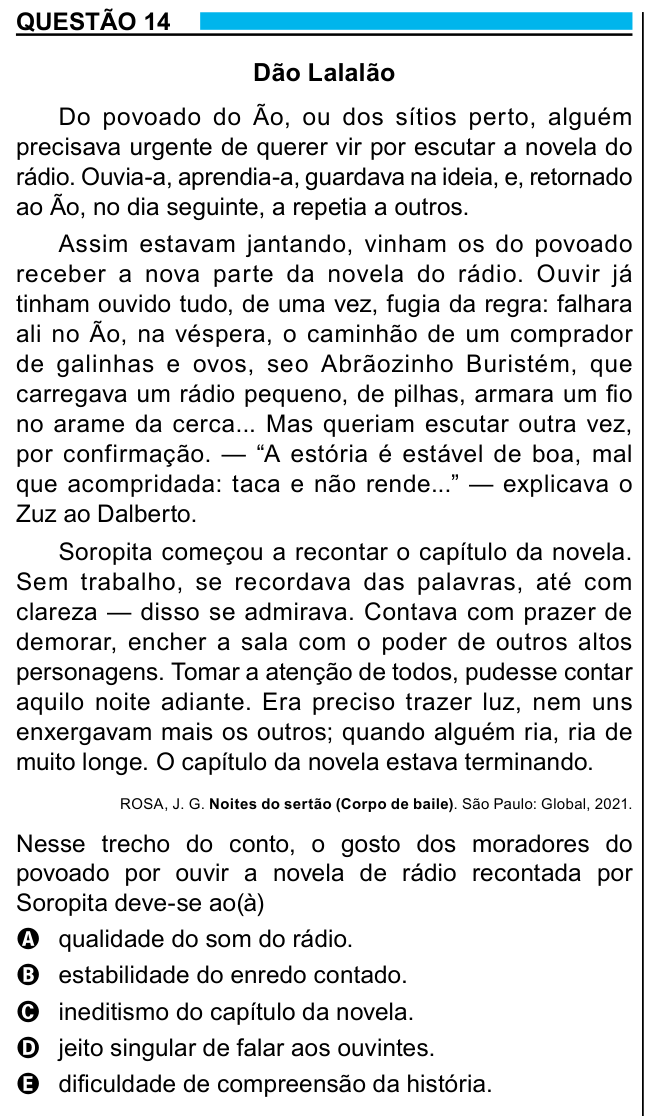 QUESTÃO 14
Dão Lalalão
Do povoado do Ão, ou dos sítios perto, alguém
precisava urgente de querer vir por escutar a novela do
rádio. Ouvia-a, aprendia-a, guardava na ideia, e, retornado
ao Ão, no dia seguinte, a repetia a outros.
Assim estavam jantando, vinham os do povoado
receber a nova parte da novela do rádio. Ouvir já
tinham ouvido tudo, de uma vez, fugia da regra: falhara
ali no Ão, na véspera, o caminhão de um comprador
de galinhas e ovos, seo Abrãozinho Buristém, que
carregava um rádio pequeno, de pilhas, armara um fio
no arame da cerca... Mas queriam escutar outra vez,
por confirmação. — “A estória é estável de boa, mal
que acompridada: taca e não rende...” — explicava o
Zuz ao Dalberto.
Soropita começou a recontar o capítulo da novela.
Sem trabalho, se recordava das palavras, até com
clareza — disso se admirava. Contava com prazer de
demorar, encher a sala com o poder de outros altos
personagens. Tomar a atenção de todos, pudesse contar
aquilo noite adiante. Era preciso trazer luz, nem uns
enxergavam mais os outros; quando alguém ria, ria de
muito longe. O capítulo da novela estava terminando.
ROSA, J. G. Noites do sertão (Corpo de baile). São Paulo: Global, 2021.
Nesse trecho do conto, o gosto dos moradores do
povoado por ouvir a novela de rádio recontada por
Soropita deve-se ao(à)
A qualidade do som do rádio.
B estabilidade do enredo contado.
C ineditismo do capítulo da novela.
D jeito singular de falar aos ouvintes.
E dificuldade de compreensão da história.